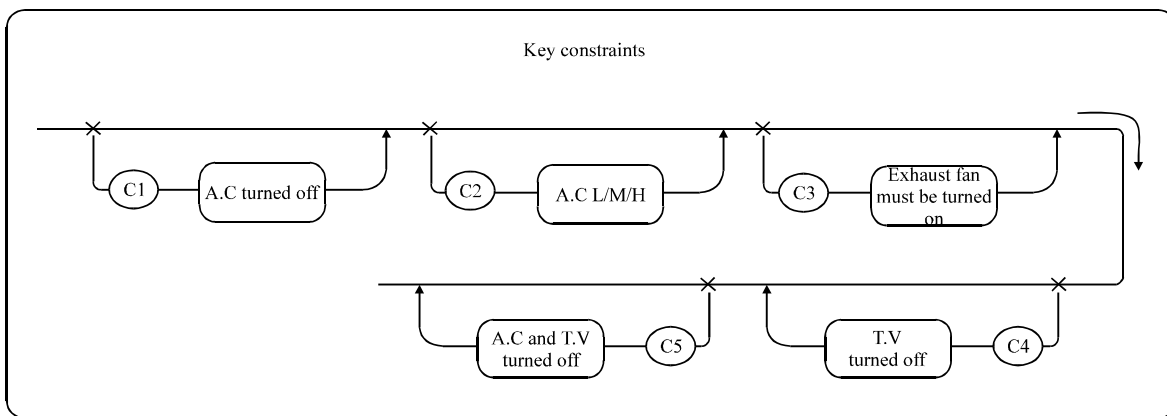 Key constraints
C1
A.C turned off
C2
A.C L/M/H
C3
Exhaust fan
must be turned
on
A.C and T.V
turned off
C5
T.V
turned off
C4